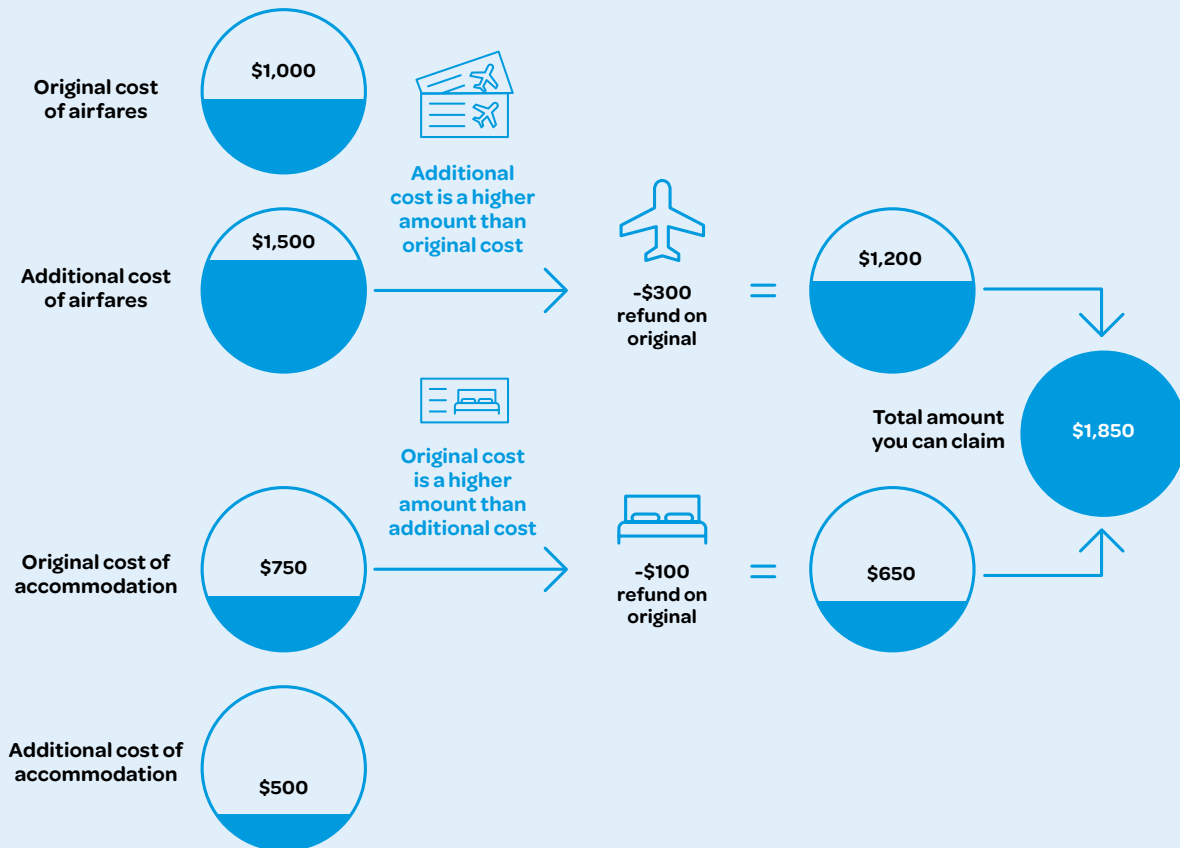 Original cost
of airfares
$1,000
Additional
cost is a higher
amount than
original cost
Additional cost
of airfares
$1,500
-$300
refund on
original
=
$1,200
Total amount
you can claim
$1,850
Original cost
is a higher
amount than
additional cost
Original cost of
accommodation
$750
-$100
refund on
original
=
$650
Additional cost of
accommodation
$500